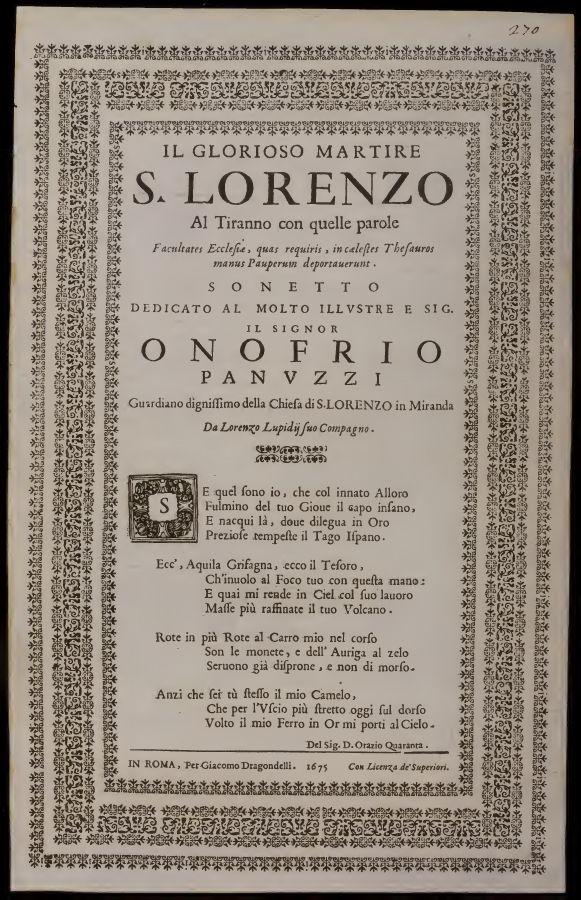 270
IL GLORIOSO MARTIRE
S. LORENZO
Al Tiranno con quelle parole
Facultates Ecclesiæ, quas requiris, in cælestes Thesauros
manus Pauperum deportauerunt.
SONETTO
DEDICATO AL MOLTO ILLVSTRE E SIG.
IL SIGNOR
ONOFRIO
PANVZZI
Guardiano dignissimo della Chiesa di S. LORENZO in Miranda
Da Lorenzo Lupidij suo Compagno.
SE quel sono io, che col innato Alloro
Fulmino del tuo Gioue il capo insano,
E nacqui là, doue dilegua in Oro
Preziose tempeste il Tago Ispano.
Ecc', Aquila Grifagna, ecco il Tesoro,
Ch'inuolo al Foco tuo con questa mano:
E quai mi rende in Ciel col suo lauoro
Masse più raffinate il tuo Volcano.
Rote in più Rote al Carro mio nel corso
Son le monete, e dell'Auriga al zelo
Seruono già disprone, e non di morso.
Anzi che sei tù stesso il mio Camelo,
Che per l'Vscio più stretto oggi sul dorso
Volto il mio Ferro in Or mi porti al Cielo.
Del Sig. D. Orazio Quaranta.
IN ROMA, Per Giacomo Dragondelli. 1675 Con Licenza de' Superiori.